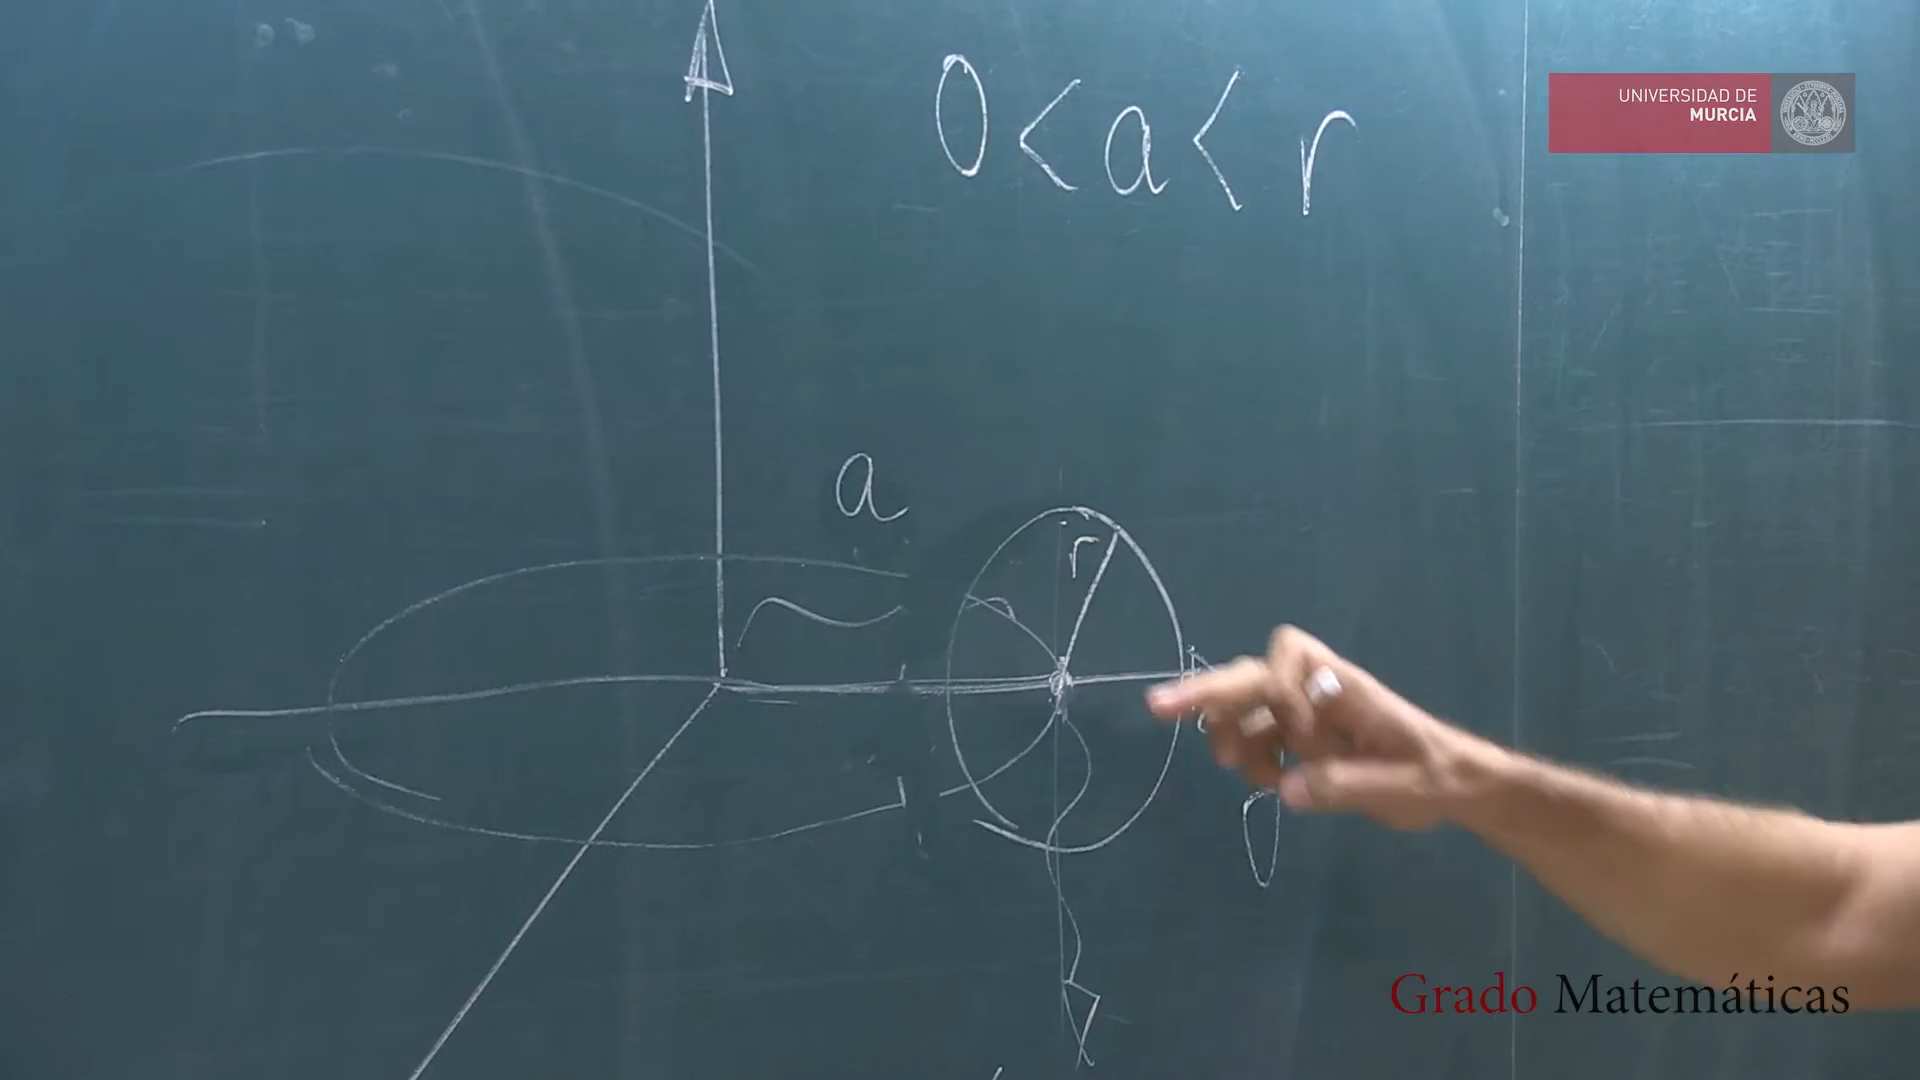 0 < a < r
UNIVERSIDAD DE
MURCIA
a
r
Grado Matemáticas